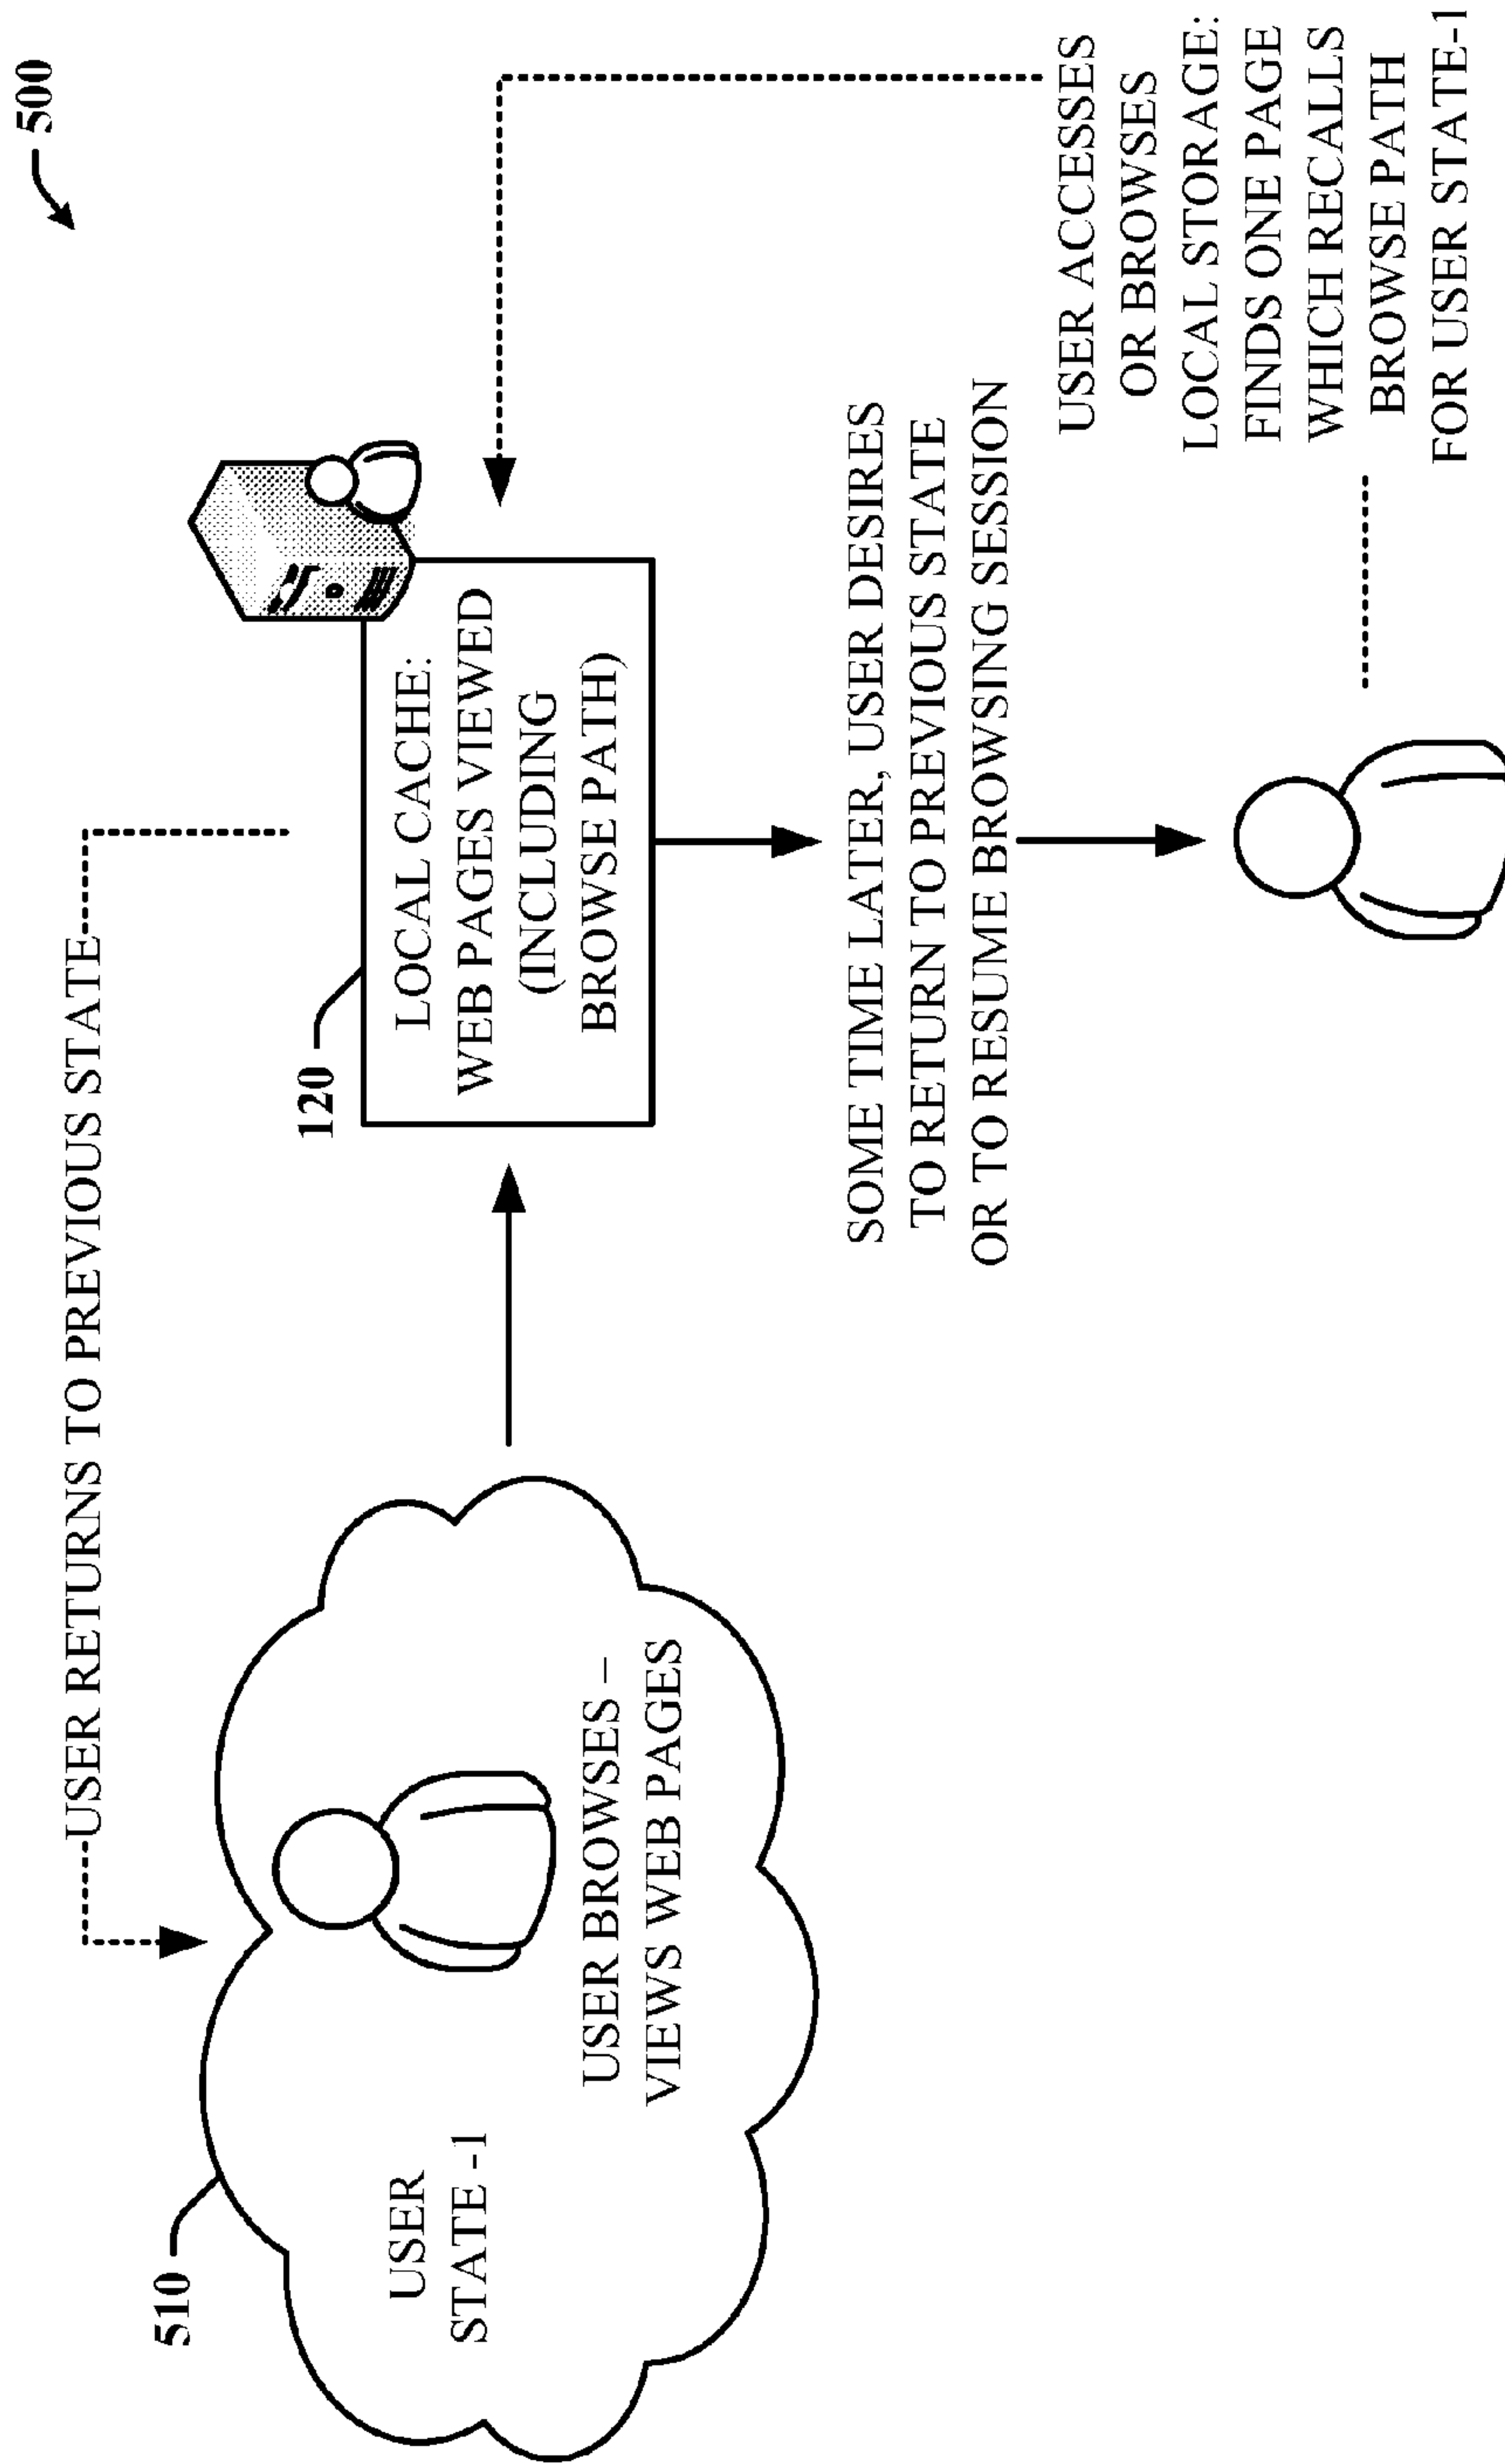 500
USER RETURNS TO PREVIOUS STATE
510
USER
STATE -1
USER BROWSES –
VIEWS WEB PAGES
120
LOCAL CACHE:
WEB PAGES VIEWED
(INCLUDING
BROWSE PATH)
SOME TIME LATER, USER DESIRES
TO RETURN TO PREVIOUS STATE
OR TO RESUME BROWSING SESSION
USER ACCESSES
OR BROWSES
LOCAL STORAGE:
FINDS ONE PAGE
WHICH RECALLS
BROWSE PATH
FOR USER STATE-1